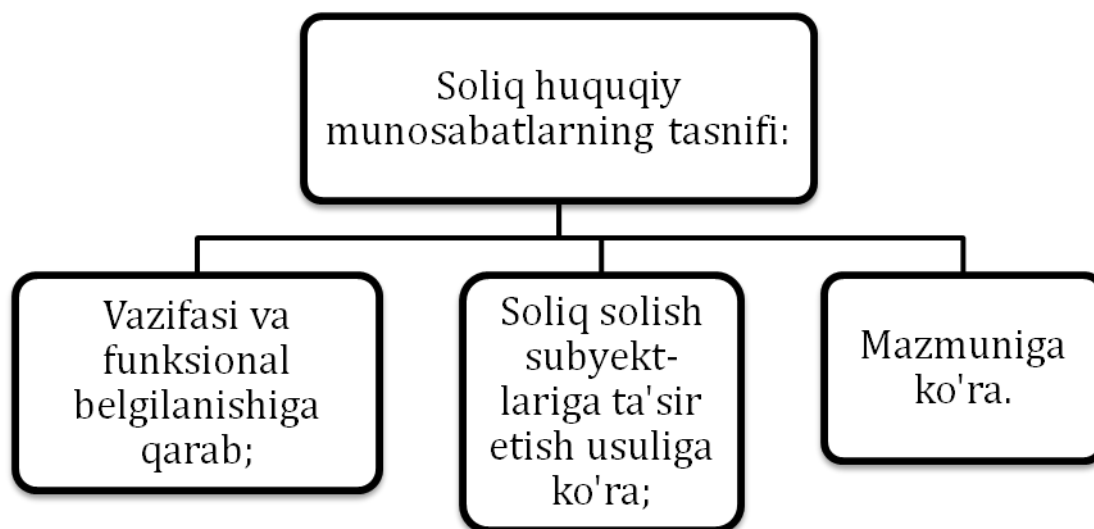 Soliq huquqiy
munosabatlarning tasnifi:
Vazifasi va
funksional
belgilanishiga
qarab;
Soliq solish
subyekt-
lariga ta'sir
etish usuliga
ko'ra;
Mazmuniga
ko'ra.